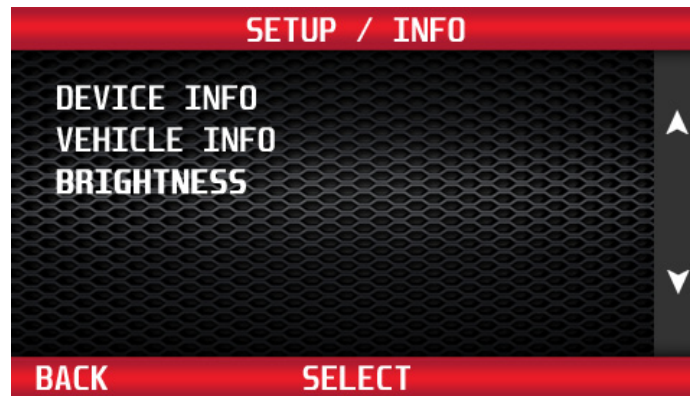 SETUP / INFO
DEVICE INFO
VEHICLE INFO
BRIGHTNESS
BACK SELECT